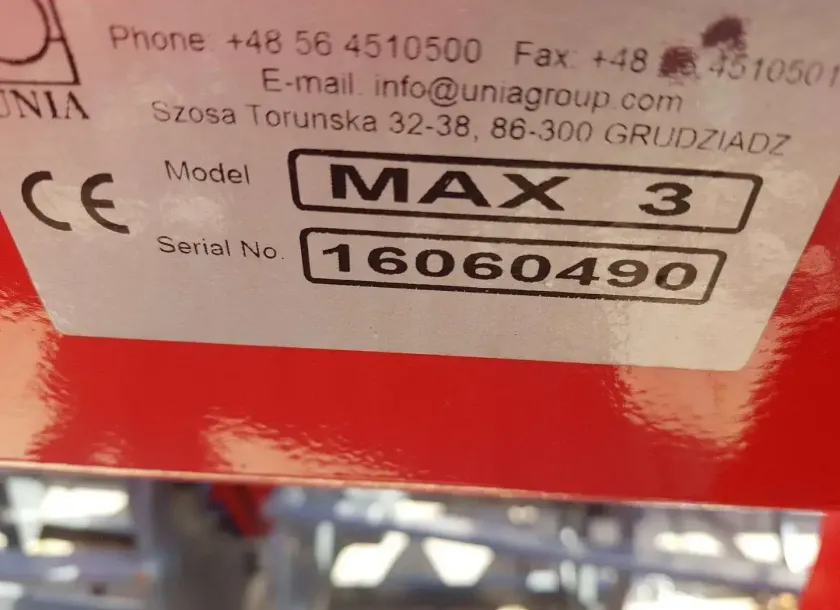 Phone: +48 56 4510500 Fax: +48 4510501
E-mail: info@uniagroup.com
UNIA
Szosa Torunska 32-38, 86-300 GRUDZIADZ
Model MAX 3
CE
Serial No. 16060490